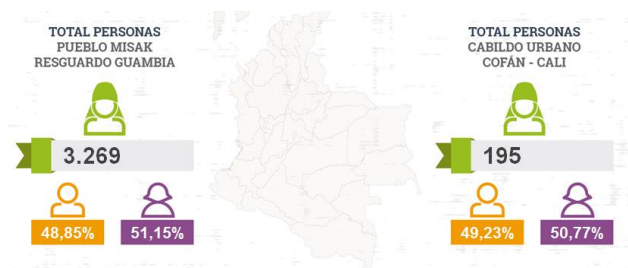 TOTAL PERSONAS
PUEBLO MISAK
RESGUARDO GUAMBIA
3.269
48,85%
51,15%
TOTAL PERSONAS
CABILDO URBANO
COFÁN - CALI
195
49,23%
50,77%